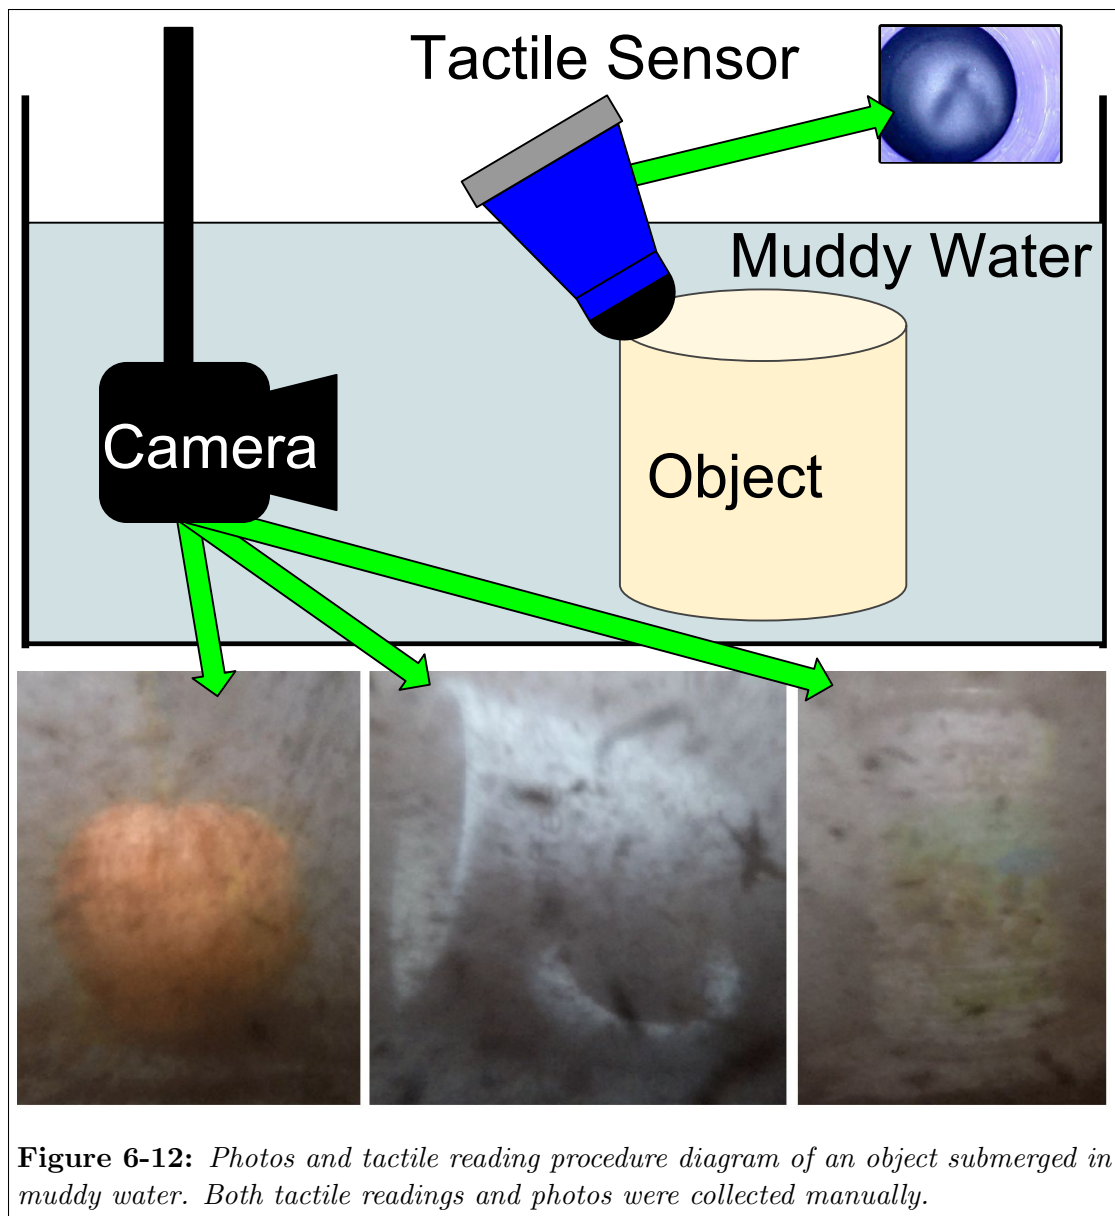 Tactile Sensor
Muddy Water
Camera
Object
Figure 6-12: Photos and tactile reading procedure diagram of an object submerged in
muddy water. Both tactile readings and photos were collected manually.